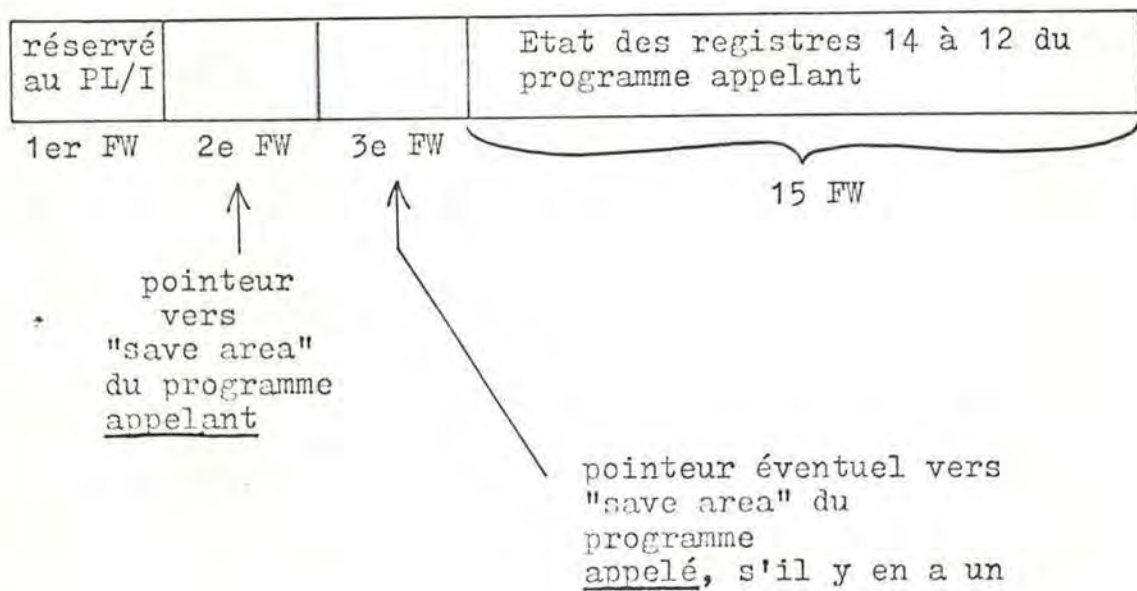 réservé
au PL/I
Etat des registres 14 à 12 du
programme appelant
1er FW
2e FW
3e FW
15 FW
pointeur
vers
"save area"
du programme
appelant
pointeur éventuel vers
"save area" du
programme
appelé, s'il y en a un